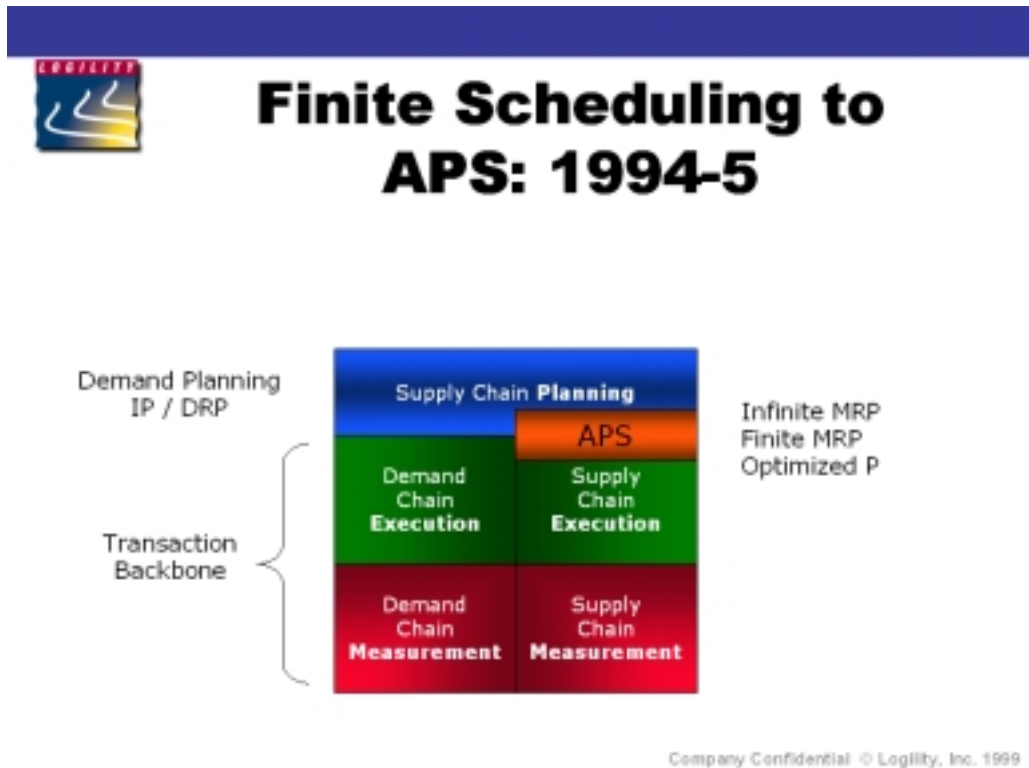 LOGILITY
Finite Scheduling to
APS: 1994-5
Demand Planning
IP / DRP
Supply Chain Planning
APS
Infinite MRP
Finite MRP
Optimized P
Demand
Chain
Execution
Supply
Chain
Execution
Transaction
Backbone
Demand
Chain
Measurement
Supply
Chain
Measurement
Company Confidential © Logility, Inc. 1999